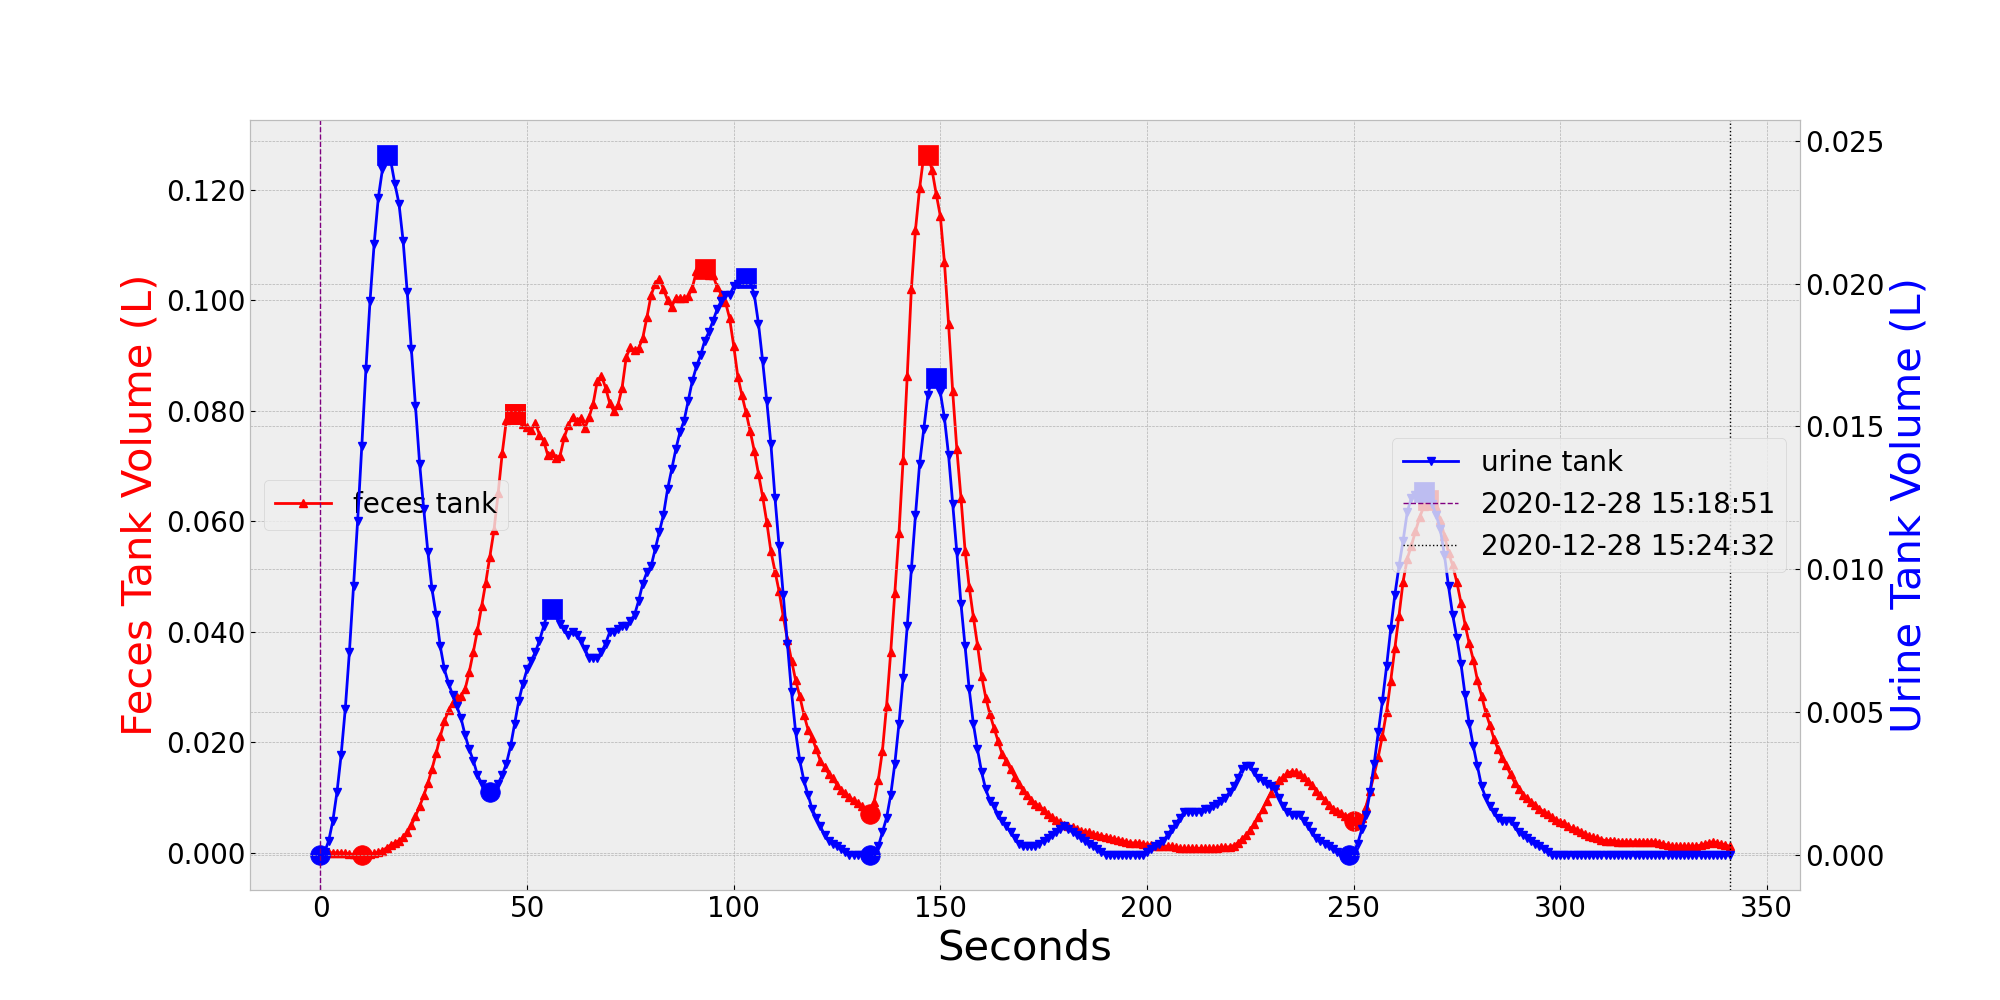 Feces Tank Volume (L)
0.120
0.100
0.080
0.060
0.040
0.020
0.000
feces tank
urine tank
2020-12-28 15:18:51
2020-12-28 15:24:32
0.025
0.020
0.015
0.010
0.005
0.000
Urine Tank Volume (L)
0 50 100 150 200 250 300 350
Seconds